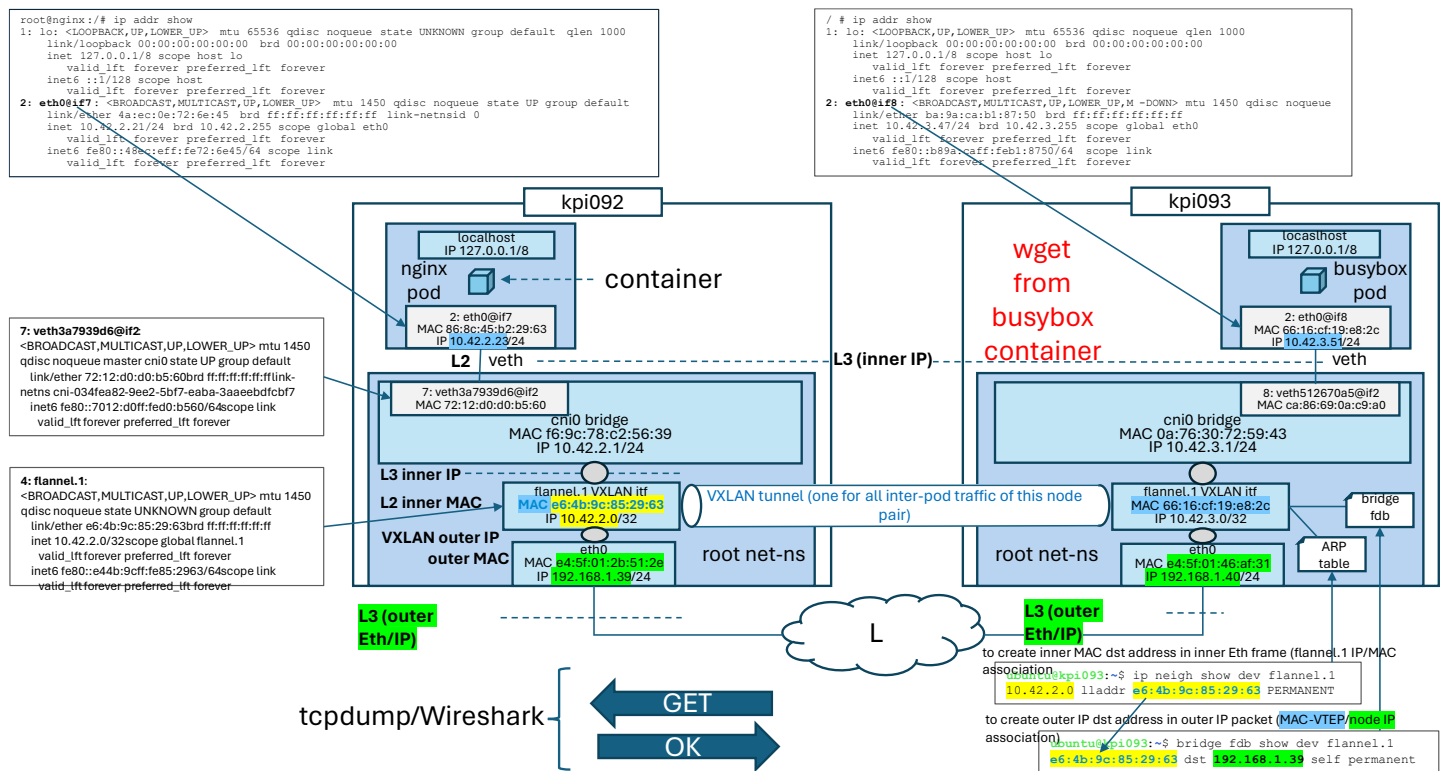 root@nginx:/# ip addr show
1: lo: <LOOPBACK,UP,LOWER_UP> mtu 65536 qdisc noqueue state UNKNOWN group default qlen 1000
link/loopback 00:00:00:00:00:00 brd 00:00:00:00:00:00
inet 127.0.0.1/8 scope host lo
valid_lft forever preferred_lft forever
inet6 ::1/128 scope host
valid_lft forever preferred_lft forever
2: eth0@if7: <BROADCAST,MULTICAST,UP,LOWER_UP> mtu 1450 qdisc noqueue state UP group default
link/ether 4a:ec:0e:72:6e:45 brd ff:ff:ff:ff:ff:ff link-netnsid 0
inet 10.42.2.21/24 brd 10.42.2.255 scope global eth0
valid_lft forever preferred_lft forever
inet6 fe80::48ec:eff:fe72:6e45/64 scope link
valid_lft forever preferred_lft forever
/ # ip addr show
1: lo: <LOOPBACK,UP,LOWER_UP> mtu 65536 qdisc noqueue qlen 1000
link/loopback 00:00:00:00:00:00 brd 00:00:00:00:00:00
inet 127.0.0.1/8 scope host lo
valid_lft forever preferred_lft forever
inet6 ::1/128 scope host
valid_lft forever preferred_lft forever
2: eth0@if8: <BROADCAST,MULTICAST,UP,LOWER_UP,M -DOWN> mtu 1450 qdisc noqueue
link/ether ba:9a:ca:b1:87:50 brd ff:ff:ff:ff:ff:ff
inet 10.42.3.47/24 brd 10.42.3.255 scope global eth0
valid_lft forever preferred_lft forever
inet6 fe80::b89a:caff:feb1:8750/64 scope link
valid_lft forever preferred_lft forever
kpi092
localhost
IP 127.0.0.1/8
nginx
pod
container
2: eth0@if7
MAC 86:8c:45:b2:29:63
IP 10.42.2.23/24
L2 veth
L3 (inner IP)
7: veth3a7939d6@if2
MAC 72:12:d0:d0:b5:60
cni0 bridge
MAC f6:9c:78:c2:56:39
IP 10.42.2.1/24
L3 inner IP
L2 inner MAC
flannel.1 VXLAN itf
MAC e6:4b:9c:85:29:63
IP 10.42.2.0/32
VXLAN outer IP
outer MAC
eth0
MAC e4:5f:01:2b:51:2e
IP 192.168.1.39/24
root net-ns
7: veth3a7939d6@if2:
<BROADCAST,MULTICAST,UP,LOWER_UP> mtu 1450
qdisc noqueue master cni0 state UP group default
link/ether 72:12:d0:d0:b5:60brd ff:ff:ff:ff:ff:fflink-
netns cni-034fea82-9ee2-5bf7-eaba-3aaeebdfcbf7
inet6 fe80::7012:d0ff:fed0:b560/64scope link
valid_lft forever preferred_lft forever
4: flannel.1:
<BROADCAST,MULTICAST,UP,LOWER_UP> mtu 1450
qdisc noqueue state UNKNOWN group default
link/ether e6:4b:9c:85:29:63brd ff:ff:ff:ff:ff:ff
inet 10.42.2.0/32scope global flannel.1
valid_lft forever preferred_lft forever
inet6 fe80::e44b:9cff:fe85:2963/64scope link
valid_lft forever preferred_lft forever
VXLAN tunnel (one for all inter-pod traffic of this node
pair)
kpi093
wget
from
busybox
container
locaslhost
IP 127.0.0.1/8
busybox
pod
2: eth0@if8
MAC 66:16:cf:19:e8:2c
IP 10.42.3.51/24
veth
8: veth512670a5@if2
MAC ca:86:69:0a:c9:a0
cni0 bridge
MAC 0a:76:30:72:59:43
IP 10.42.3.1/24
flannel.1 VXLAN itf
MAC 66:16:cf:19:e8:2c
IP 10.42.3.0/32
bridge
fdb
ARP
table
root net-ns
eth0
MAC e4:5f:01:46:af:31
IP 192.168.1.40/24
L3 (outer
Eth/IP)
L
L3 (outer
Eth/IP)
to create inner MAC dst address in inner Eth frame (flannel.1 IP/MAC
association
ubuntu@kpi093:~$ ip neigh show dev flannel.1
10.42.2.0 lladdr e6:4b:9c:85:29:63 PERMANENT
to create outer IP dst address in outer IP packet (MAC-VTEP/node IP
association)
ubuntu@kpi093:~$ bridge fdb show dev flannel.1
e6:4b:9c:85:29:63 dst 192.168.1.39 self permanent
tcpdump/Wireshark
GET
OK